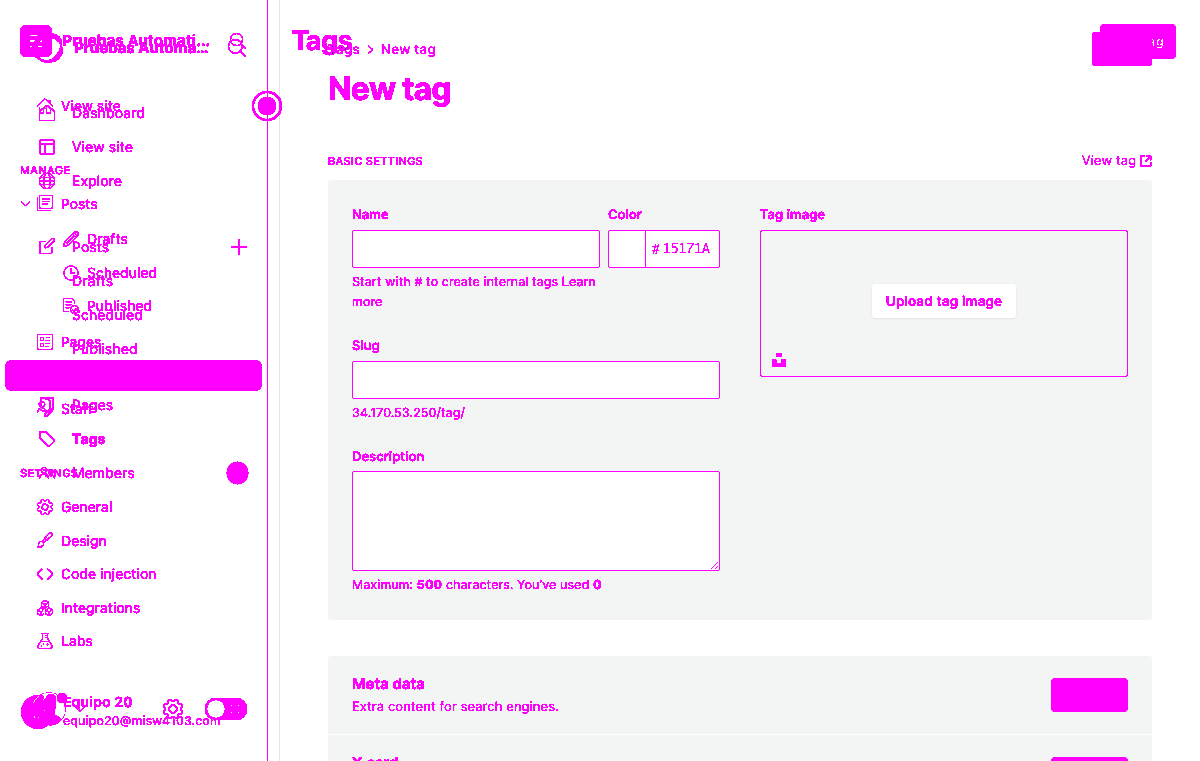 Pruebas Automati...
Pruebas Automa...
View site
Dashboard
View site
MANAGE
Explore
Posts
Drafts
Posts
Scheduled
Drafts
Published
Scheduled
Pages
Published
Pages
Staff
Tags
SETTINGS
Members
General
Design
Code injection
Integrations
Labs
Equipo 20
equipo20@misw4103.com
Tags
Tags > New tag
New tag
BASIC SETTINGS
View tag
Name
Color
# 15171A
Start with # to create internal tags Learn
more
Slug
34.170.53.250/tag/
Description
Maximum: 500 characters. You've used 0
Tag image
Upload tag image
Meta data
Extra content for search engines.
X card